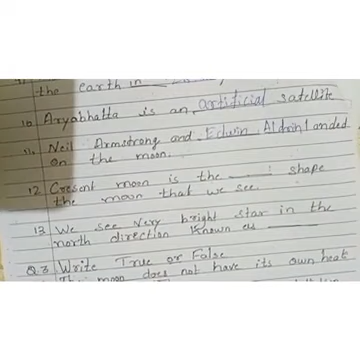 the earth in
10 Aryabhatta is an artificial satellite
11. Neil Armstrong and Edwin Aldrin landed
on the moon.
12 Cresent moon is the ____ shape
the moon that we see.
13 We see very bright star in the
north direction known as ____
Q.3 Write True or False
The moon does not have its own heat